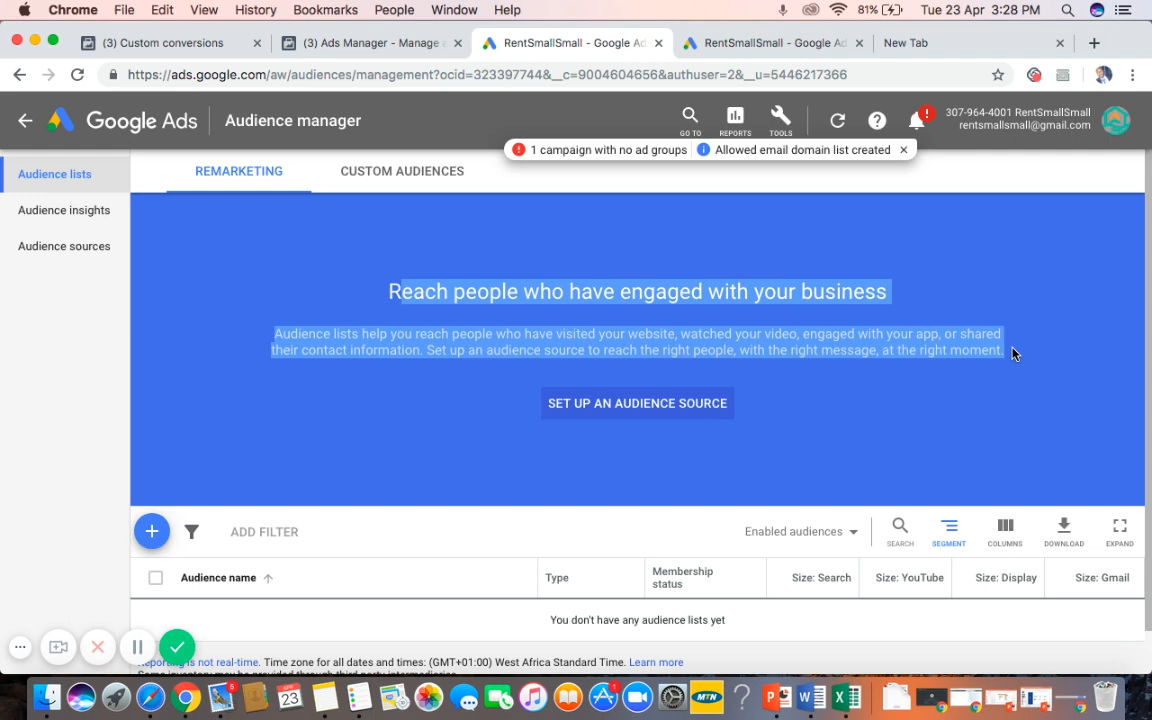 Chrome File Edit View History Bookmarks People Window Help 81% Tue 23 Apr 3:28 PM
(3) Custom conversions
(3) Ads Manager - Manage a
RentSmallSmall - Google Ad
RentSmallSmall - Google Ad
New Tab
https://ads.google.com/aw/audiences/management?ocid=323397744&__c=9004604656&authuser=2&__u=5446217366
Google Ads
Audience manager
GO TO
REPORTS
TOOLS
307-964-4001 RentSmallSmall
rentsmallsmall@gmail.com
1 campaign with no ad groups
Allowed email domain list created
Audience lists
Audience insights
Audience sources
REMARKETING
CUSTOM AUDIENCES
Reach people who have engaged with your business
Audience lists help you reach people who have visited your website, watched your video, engaged with your app, or shared
their contact information. Set up an audience source to reach the right people, with the right message, at the right moment.
SET UP AN AUDIENCE SOURCE
ADD FILTER
Enabled audiences
SEARCH
SEGMENT
COLUMNS
DOWNLOAD
EXPAND
Audience name
Type
Membership
status
Size: Search
Size: YouTube
Size: Display
Size: Gmail
You don't have any audience lists yet
Reporting is not real-time. Time zone for all dates and times: (GMT+01:00) West Africa Standard Time. Learn more
5
APR
23
1
MTN